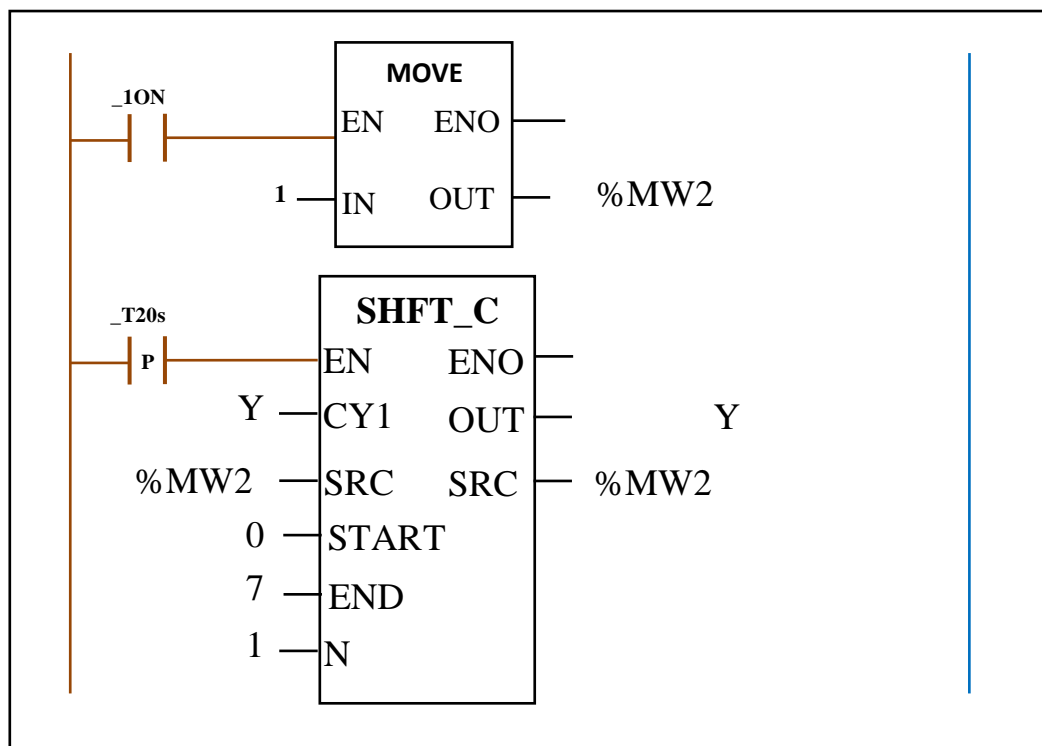 MOVE
_1ON
EN ENO
1 IN OUT %MW2
SHFT_C
_T20s
P EN ENO
Y CY1 OUT Y
%MW2 SRC SRC %MW2
0 START
7 END
1 N